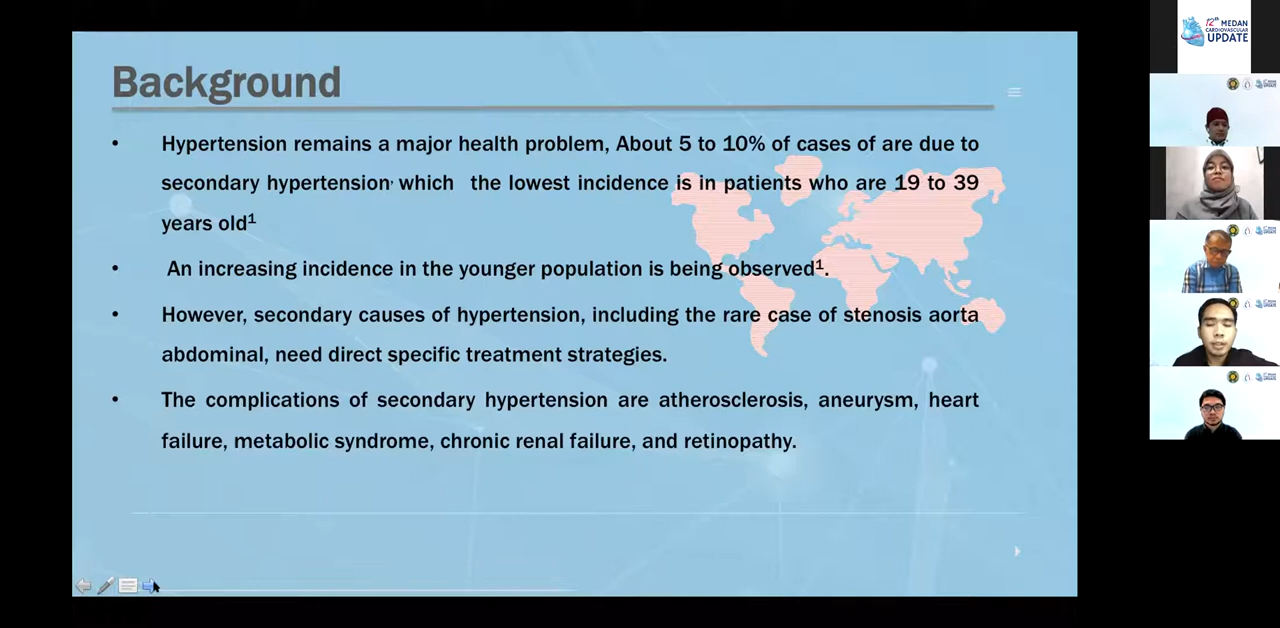 Background
• Hypertension remains a major health problem, About 5 to 10% of cases of are due to
secondary hypertension, which the lowest incidence is in patients who are 19 to 39
years old¹
• An increasing incidence in the younger population is being observed¹.
• However, secondary causes of hypertension, including the rare case of stenosis aorta
abdominal, need direct specific treatment strategies.
• The complications of secondary hypertension are atherosclerosis, aneurysm, heart
failure, metabolic syndrome, chronic renal failure, and retinopathy.
12th MEDAN
CARDIOVASCULAR
UPDATE